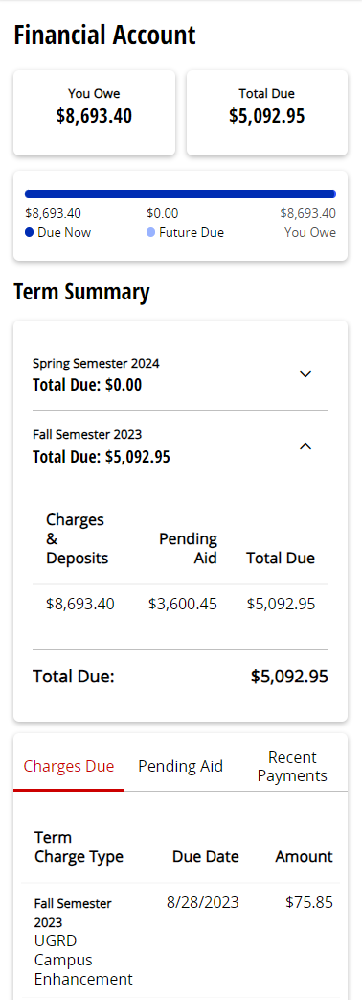 Financial Account
You Owe
$8,693.40
Total Due
$5,092.95
$8,693.40 $0.00 $8,693.40
Due Now Future Due You Owe
Term Summary
Spring Semester 2024
Total Due: $0.00
Fall Semester 2023
Total Due: $5,092.95
Charges
&
Deposits
Pending
Aid
Total Due
$8,693.40 $3,600.45 $5,092.95
Total Due: $5,092.95
Charges Due
Pending Aid
Recent
Payments
Term
Charge Type
Due Date
Amount
Fall Semester
2023
UGRD
Campus
Enhancement
8/28/2023
$75.85